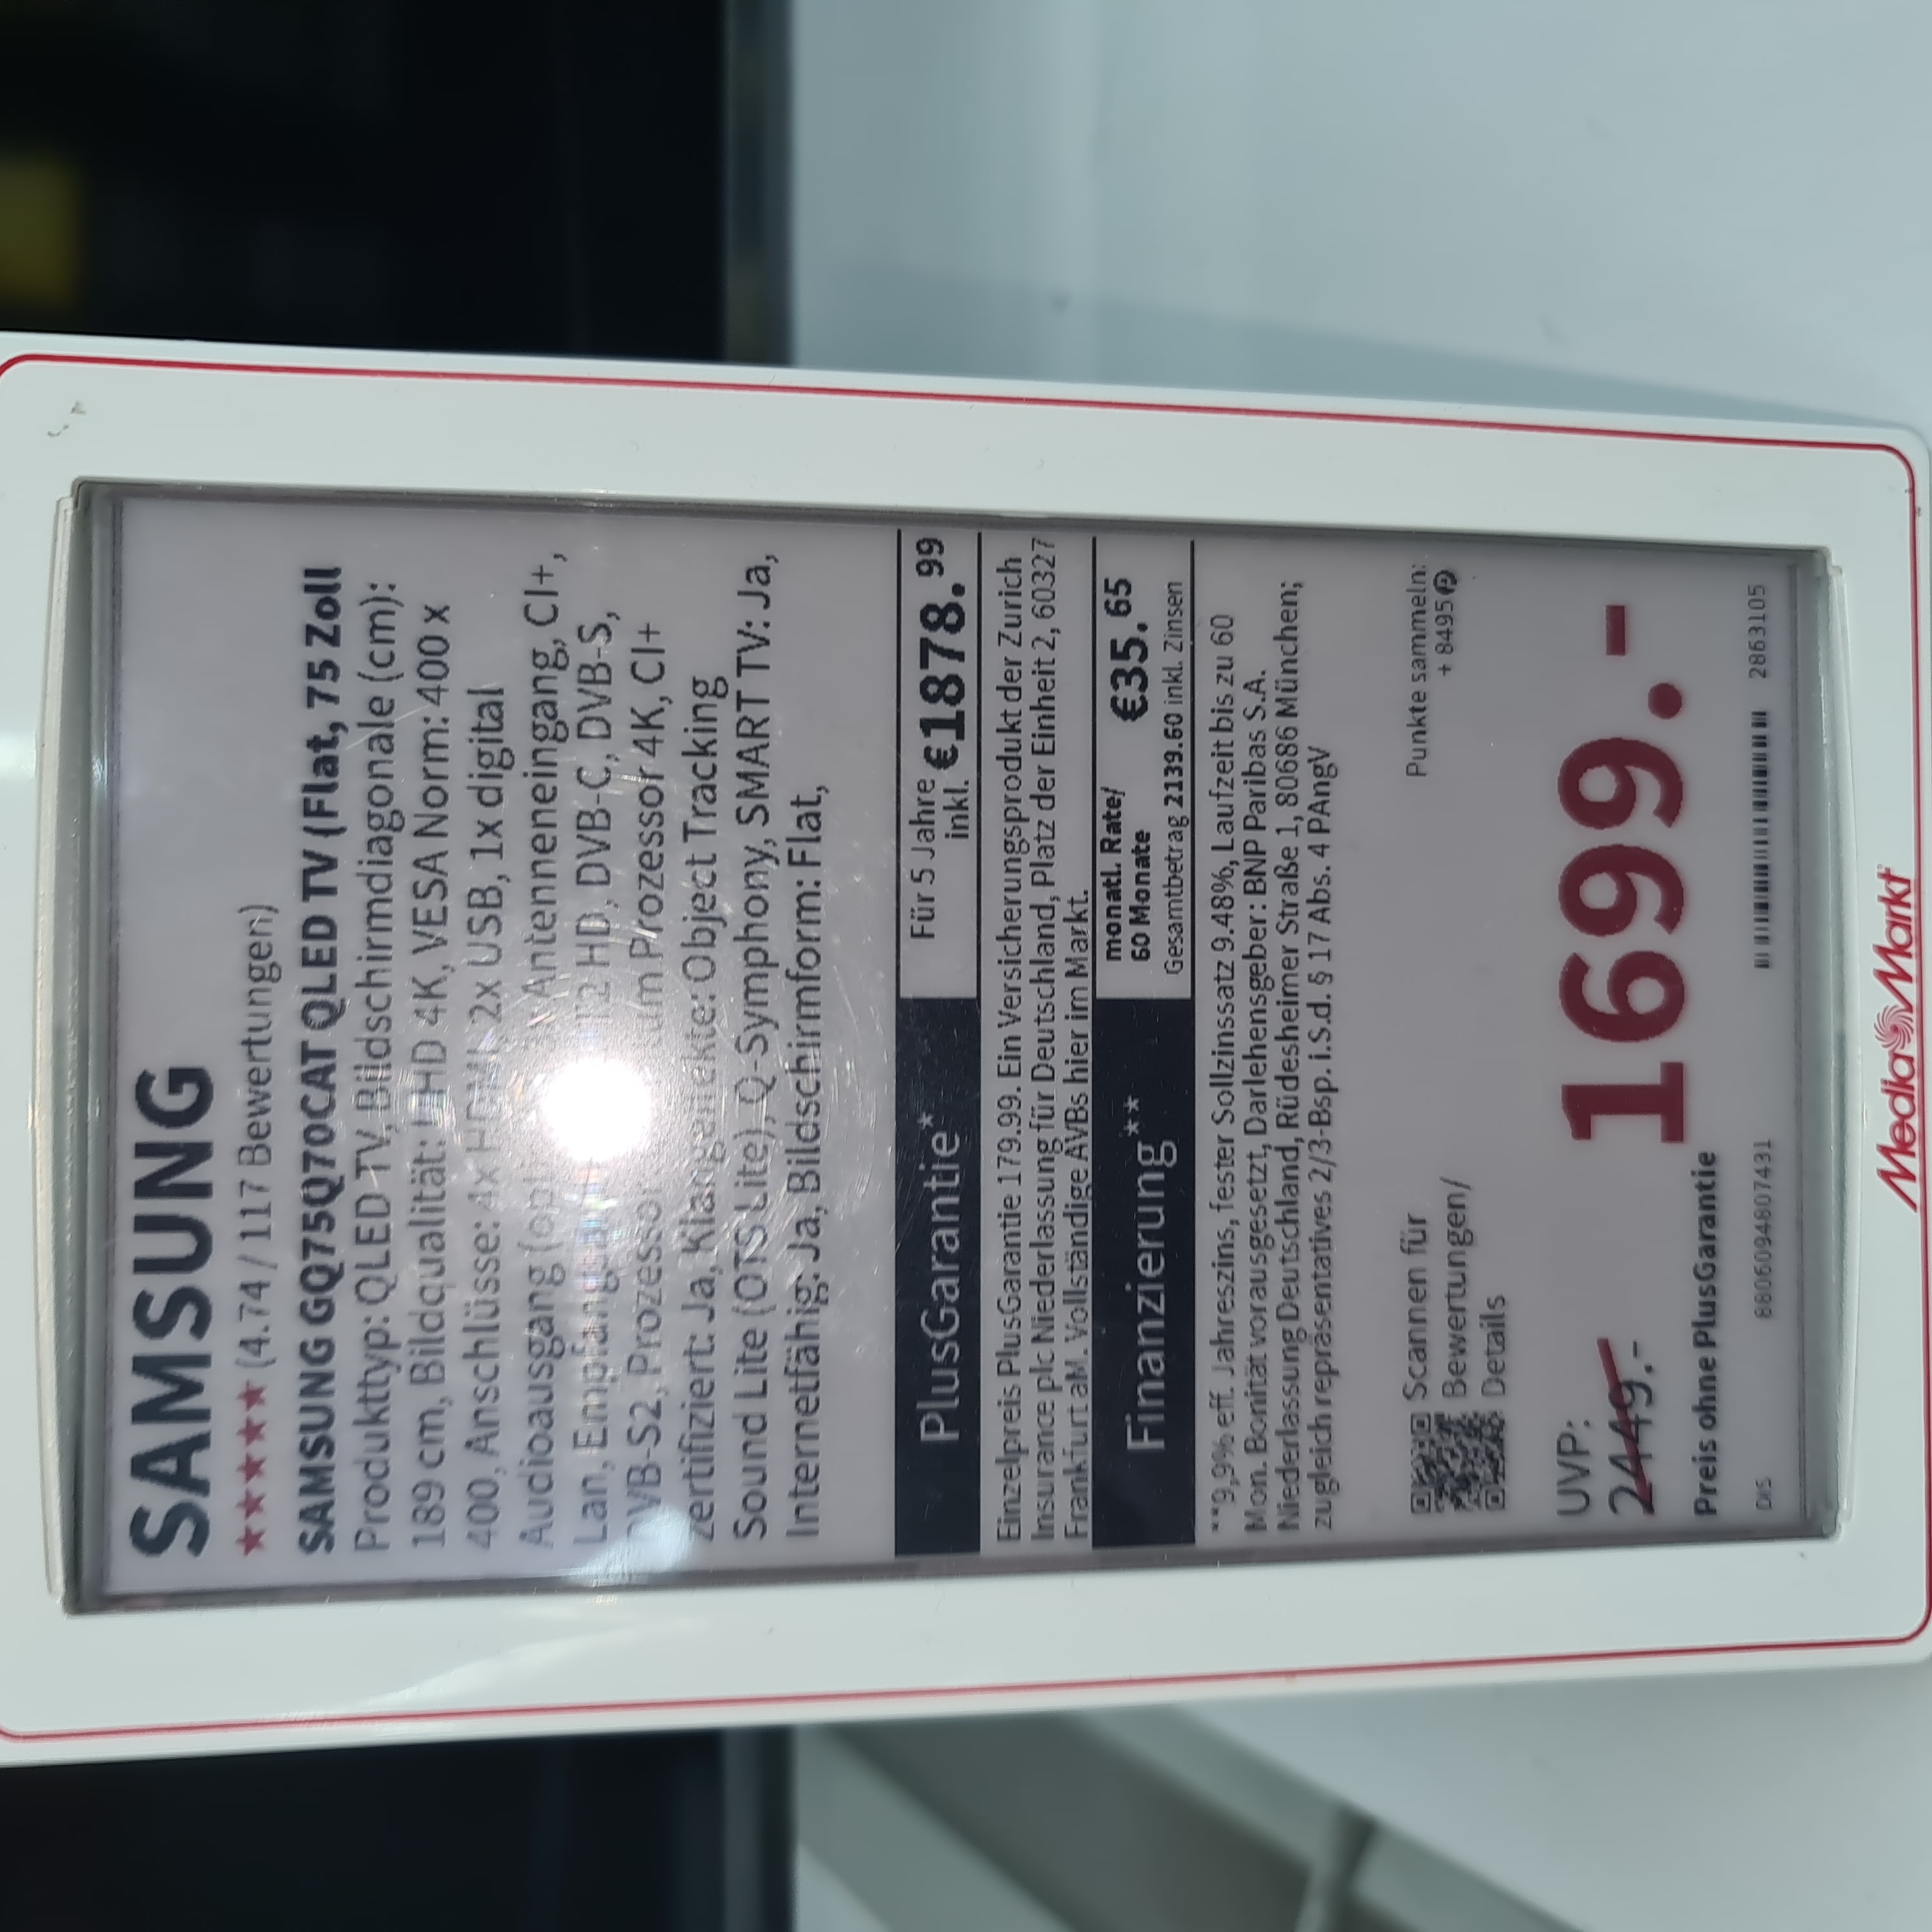 SAMSUNG
★★★★★ (4.74 / 117 Bewertungen)
SAMSUNG GQ75Q70CAT QLED TV (Flat, 75 Zoll
Produkttyp: QLED TV, Bildschirmdiagonale (cm):
189 cm, Bildqualität: UHD 4K, VESA Norm: 400 x
400, Anschlüsse: 4x HDMI, 2x USB, 1x digital
Audioausgang Antenneneingang, CI+,
Lan, HD, DVB-C, DVB-S,
DVB-S2, Prozessor: Prozessor 4K, CI+
zertifiziert: Ja, Klangeffekte: Object Tracking
Sound Lite (OTS Lite), Q-Symphony, SMART TV: Ja,
Internetfähig: Ja, Bildschirmform: Flat,
PlusGarantie* Für 5 Jahre inkl. €1878.99
Einzelpreis PlusGarantie 179.99. Ein Versicherungsprodukt der Zurich
Insurance plc Niederlassung für Deutschland, Platz der Einheit 2, 60327
Frankfurt aM. Vollständige AVBs hier im Markt.
Finanzierung** monatl. Rate/ 60 Monate €35.65
Gesamtbetrag 2139.60 inkl. Zinsen
**9,9% eff. Jahreszins, fester Sollzinssatz 9.48%, Laufzeit bis zu 60
Mon. Bonität vorausgesetzt, Darlehensgeber: BNP Paribas S.A.
Niederlassung Deutschland, Rüdesheimer Straße 1, 80686 München;
zugleich repräsentatives 2/3-Bsp. i.S.d. § 17 Abs. 4 PAngV
Scannen für
Bewertungen/
Details
Punkte sammeln:
+ 8495
UVP:
2449.-
1699.-
Preis ohne PlusGarantie
8806094807431
2863105
MediaMarkt